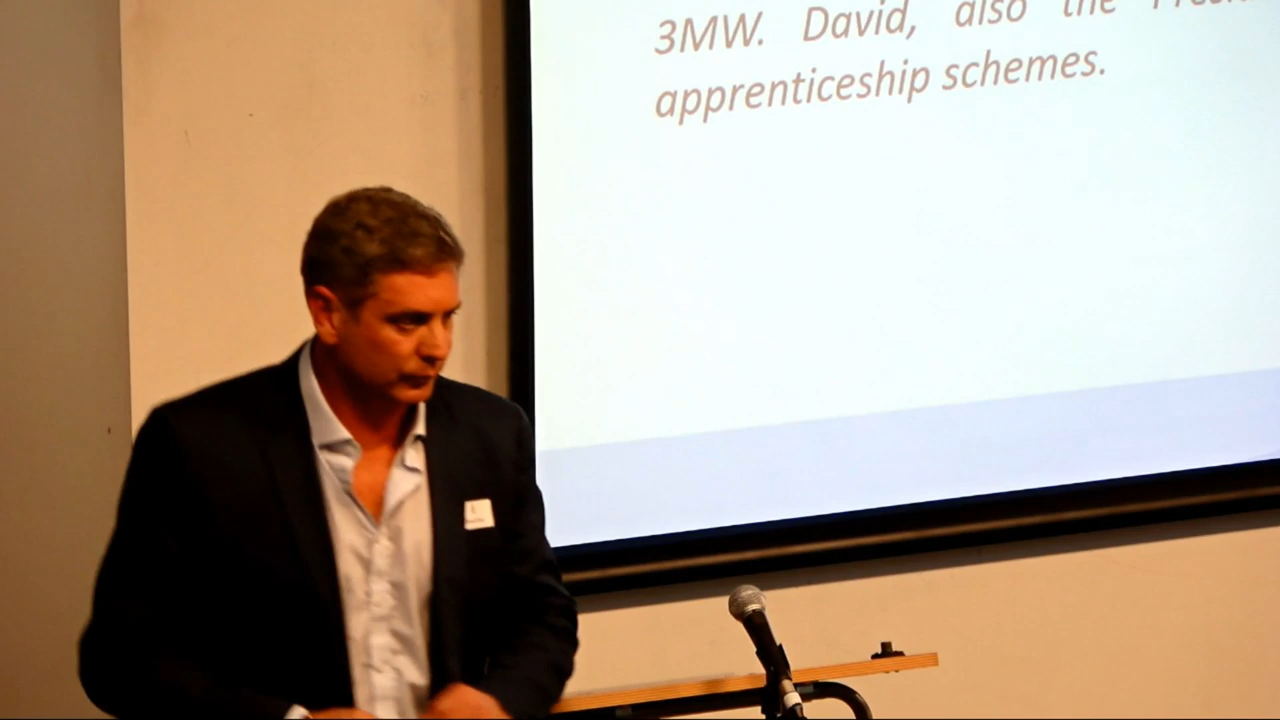 3MW. David, also the
apprenticeship schemes.